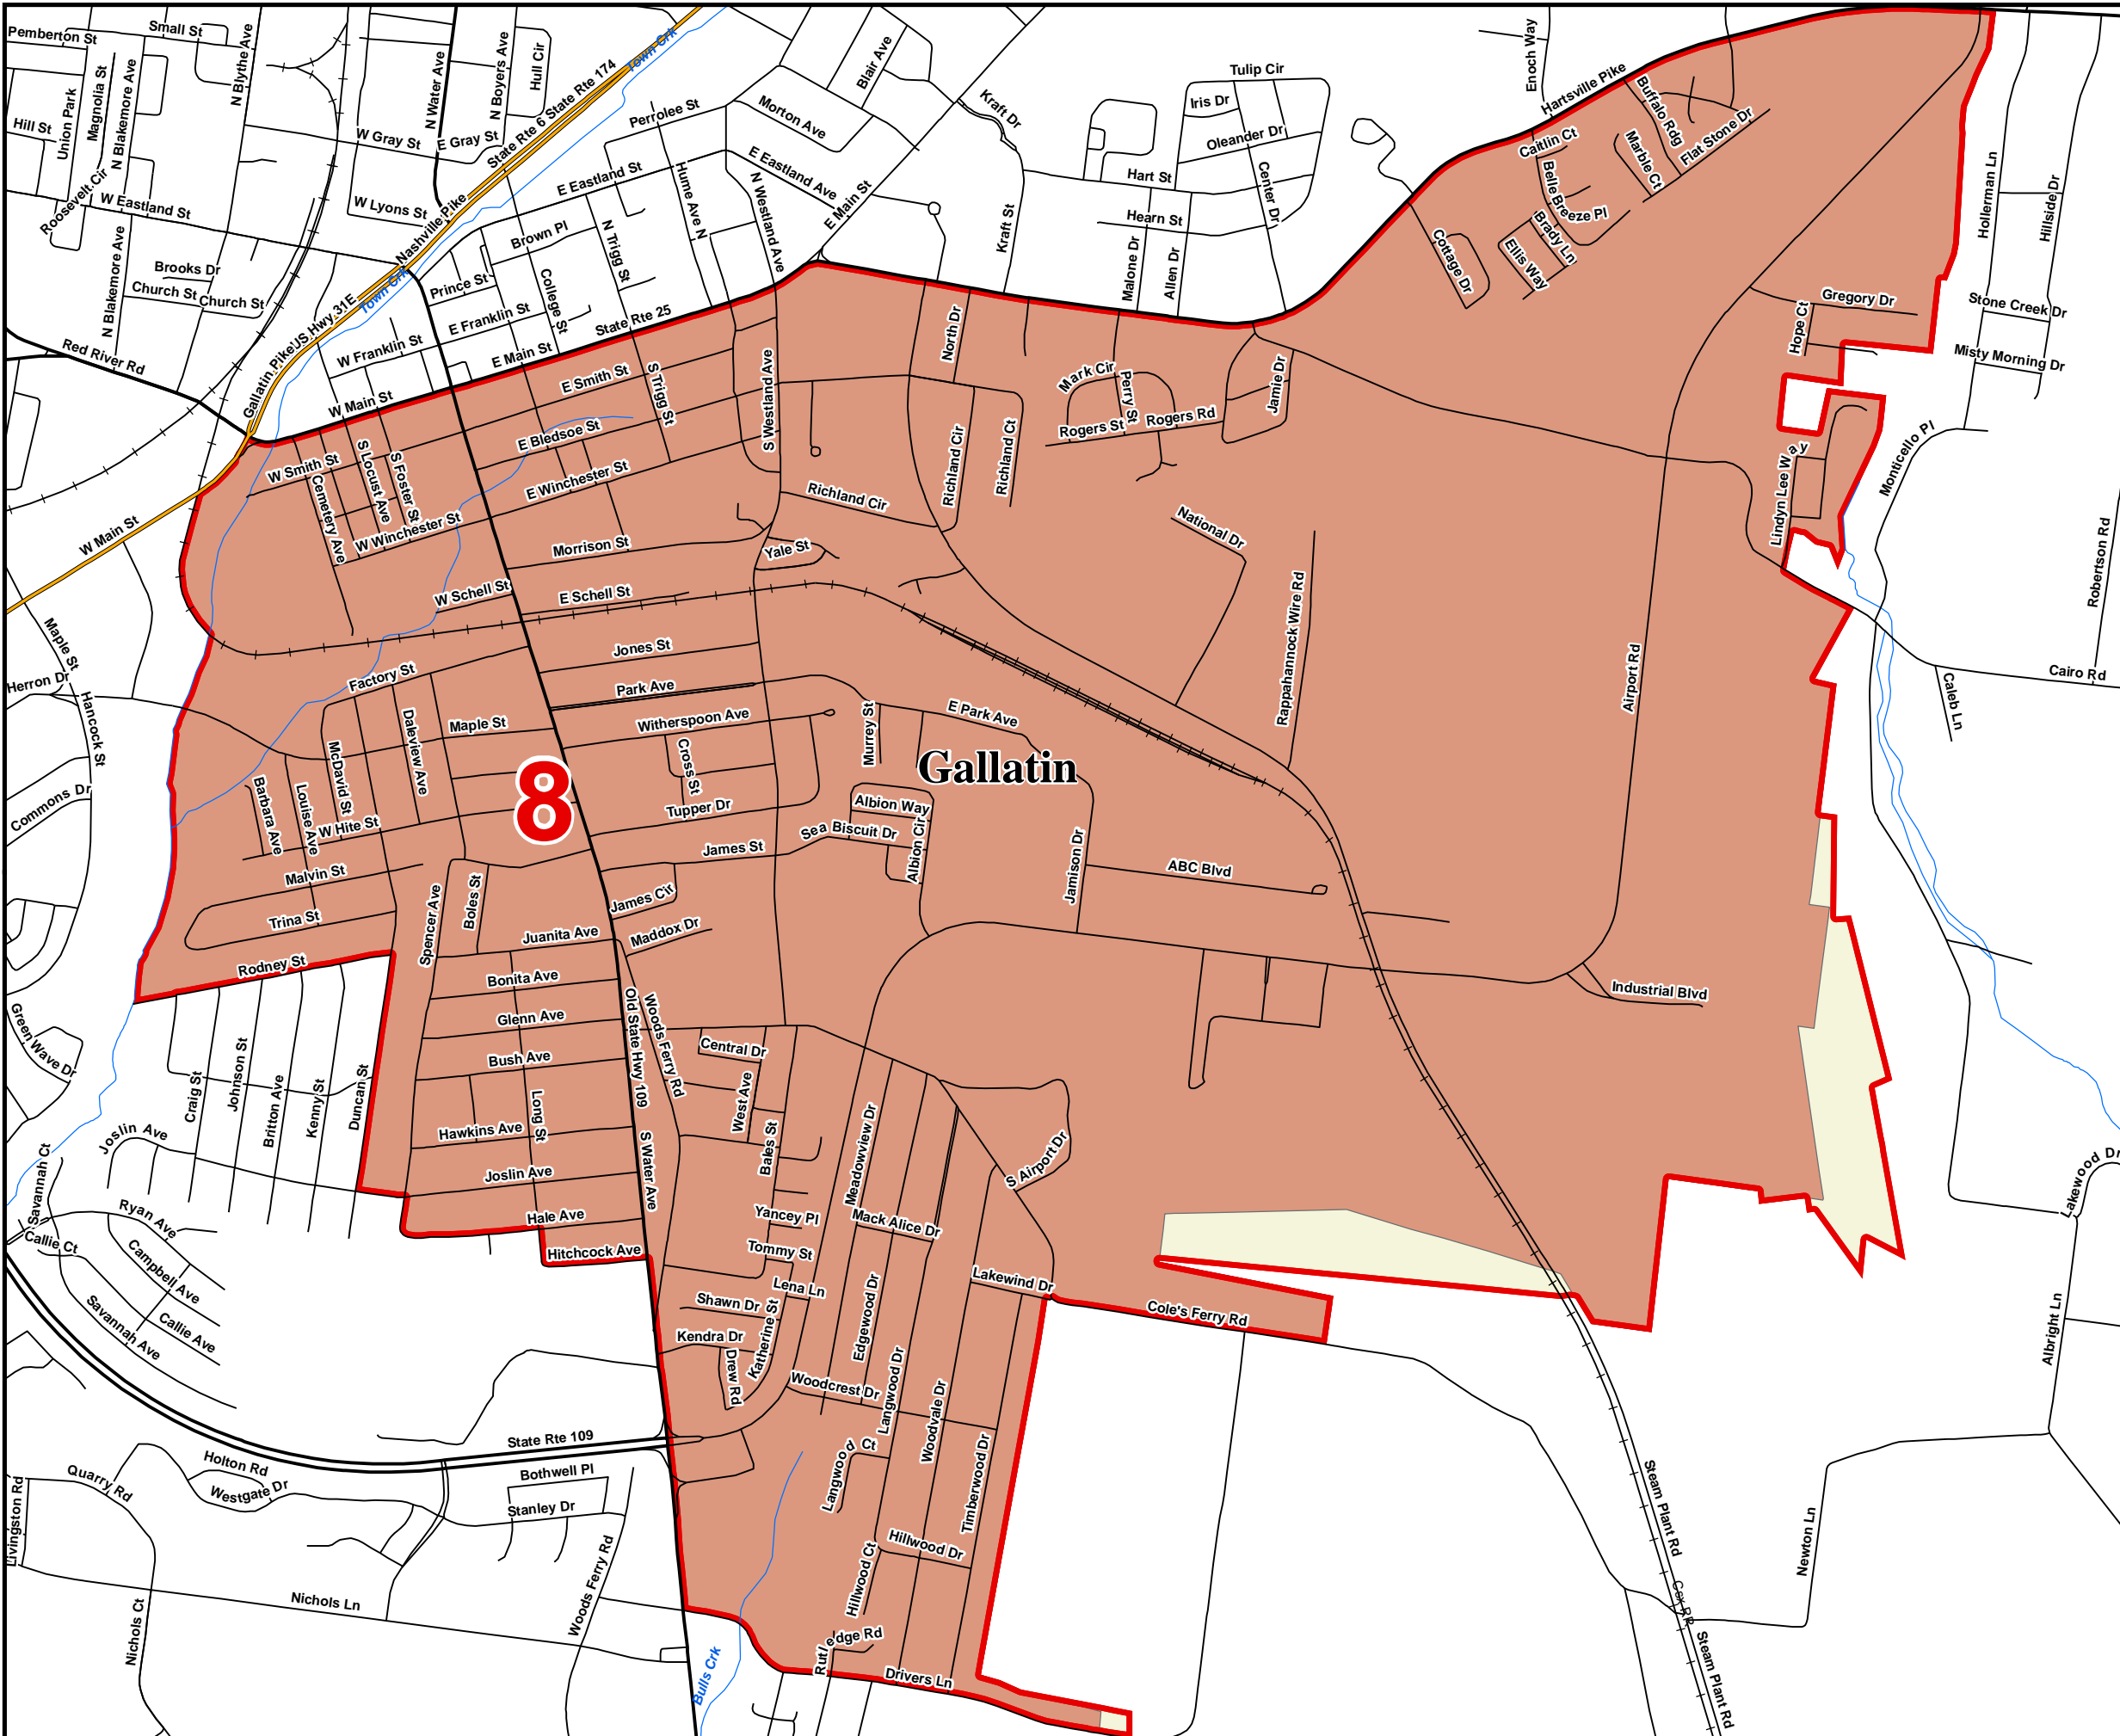 Pemberton St
Small St
N Blythe Ave
N Water Ave
N Boyers Ave
Hull Cir
State Rte 6 State Rte 174
Town Crk
Blair Ave
Kraft Dr
Tulip Cir
Iris Dr
Oleander Dr
Enoch Way
Hartsville Pike
Buffalo Rdg
Flat Stone Dr
Caitlin Ct
Marble Ct
Hill St
Union Park
Magnolia St
N Blakemore Ave
W Gray St
E Gray St
Perrolee St
Morton Ave
E Eastland Ave
E Eastland St
Hume Ave N
N Westland Ave
E Main St
Hart St
Hearn St
Center Dr
Kraft St
Malone Dr
Allen Dr
Belle Breeze Pl
Brady Ln
Ellis Way
Cottage Dr
Hollerman Ln
Hillside Dr
Roosevelt Cir
W Eastland St
W Lyons St
Nashville Pike
Brown Pl
N Trigg St
N Blakemore Ave
Brooks Dr
Church St
Church St
Town Crk
Prince St
College St
E Franklin St
State Rte 25
Gregory Dr
Hope Ct
Stone Creek Dr
Misty Morning Dr
Red River Rd
Gallatin Pike
US Hwy 31E
W Franklin St
E Main St
W Main St
E Smith St
S Trigg St
S Westland Ave
North Dr
Mark Cir
Perry St
Rogers St
Rogers Rd
Jamie Dr
E Bledsoe St
E Winchester St
Richland Cir
Richland Cir
Richland Ct
W Smith St
Cemetery Ave
S Locust Ave
S Foster St
W Winchester St
W Main St
Morrison St
Yale St
National Dr
Lindyn Lee Way
Monticello Pl
Robertson Rd
W Schell St
E Schell St
Rappahannock Wire Rd
Airport Rd
Maple St
Herron Dr
Hancock St
Jones St
Factory St
Park Ave
Witherspoon Ave
Murrey St
E Park Ave
Cairo Rd
Caleb Ln
Daleview Ave
Maple St
McDavid St
Cross St
Gallatin
8
Commons Dr
Barbara Ave
Louise Ave
W White St
Tupper Dr
Albion Way
Sea Biscuit Dr
Albion Cir
James St
Jamison Dr
ABC Blvd
Malvin St
Trina St
Spencer Ave
Boles St
James Cir
Maddox Dr
Juanita Ave
Rodney St
Bonita Ave
Industrial Blvd
Green Wave Dr
Glenn Ave
Old State Hwy 109
Woods Ferry Rd
Central Dr
Bush Ave
Craig St
Johnson St
Britton Ave
Kenny St
Duncan St
Long St
West Ave
Bales St
Meadowview Dr
Joslin Ave
Hawkins Ave
S Water Ave
S Airport Dr
Savannah Ct
Joslin Ave
Lakewood Dr
Ryan Ave
Hale Ave
Yancey Pl
Mack Alice Dr
Callie Ct
Campbell Ave
Hitchcock Ave
Tommy St
Lena Ln
Lakewind Dr
Savannah Ave
Callie Ave
Shawn Dr
Kendra Dr
Katherine St
Drew Rd
Edgewood Dr
Cole's Ferry Rd
Albright Ln
Woodcrest Dr
Langwood Dr
Woodvale Dr
State Rte 109
Langwood Ct
Timberwood Dr
Holton Rd
Quarry Rd
Westgate Dr
Bothwell Pl
Stanley Dr
Livingston Rd
Steam Plant Rd
Newton Ln
Hillwood Dr
Hillwood Ct
Woods Ferry Rd
Nichols Ln
Nichols Ct
Rutledge Rd
Drivers Ln
Bulls Crk
Csx RR
Steam Plant Rd